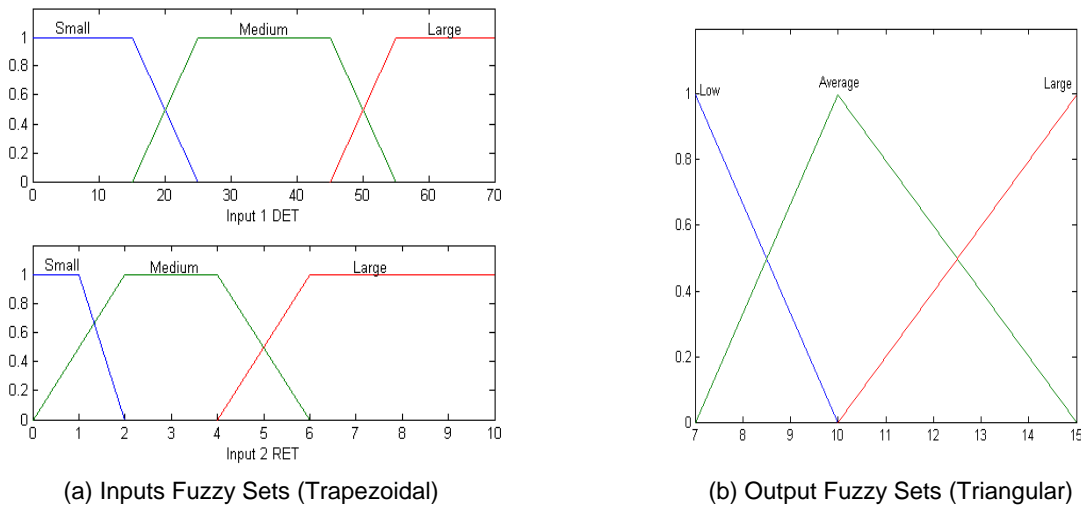 Small Medium Large
1
0.8
0.6
0.4
0.2
0
0 10 20 30 40 50 60 70
Input 1 DET
Small Medium Large
1
0.8
0.6
0.4
0.2
0
0 1 2 3 4 5 6 7 8 9 10
Input 2 RET
(a) Inputs Fuzzy Sets (Trapezoidal)
Low Average Large
1
0.8
0.6
0.4
0.2
0
7 8 9 10 11 12 13 14 15
(b) Output Fuzzy Sets (Triangular)